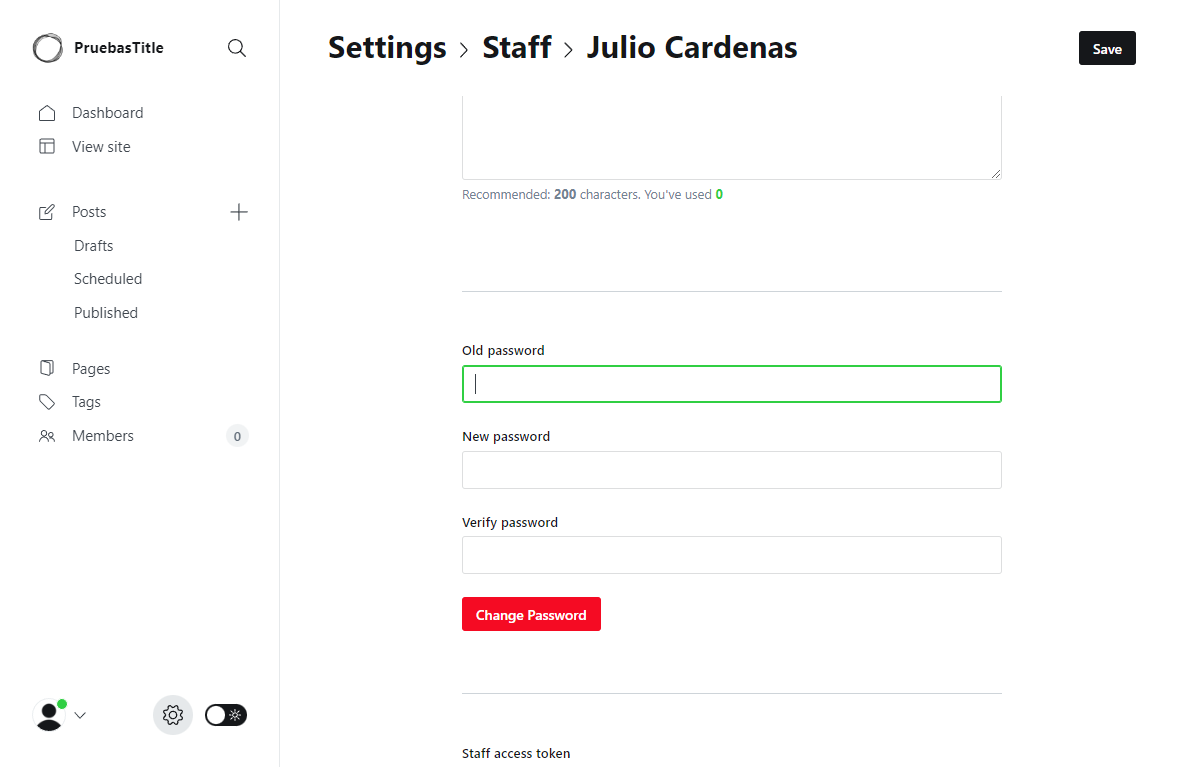 PruebasTitle
Dashboard
View site
Posts
Drafts
Scheduled
Published
Pages
Tags
Members 0
Settings > Staff > Julio Cardenas
Save
Recommended: 200 characters. You've used 0
Old password
New password
Verify password
Change Password
Staff access token